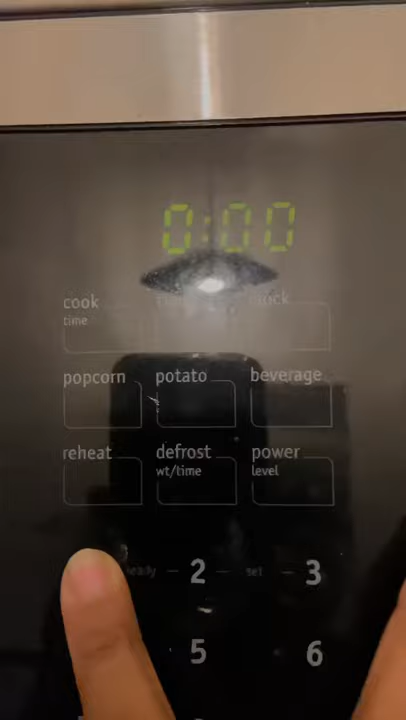 0:00
cook clock
time
popcorn potato beverage
reheat defrost power
wt/time level
ready 2 set 3
5 6